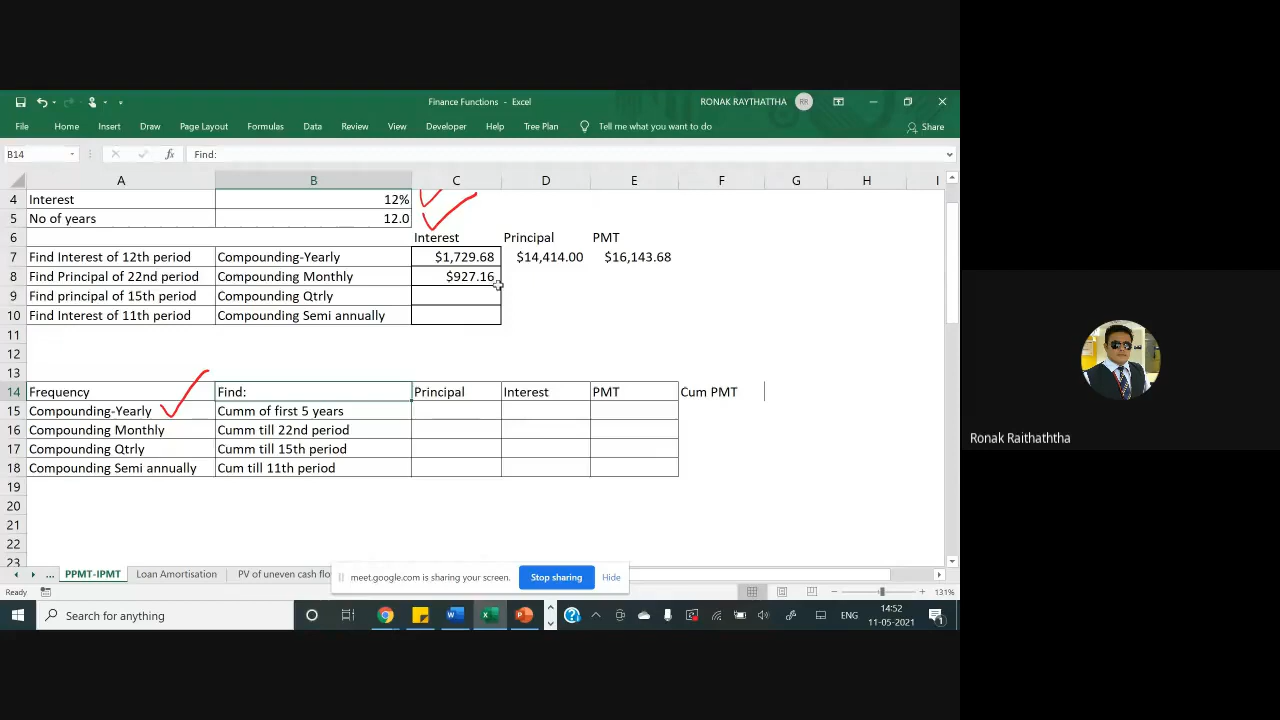 Finance Functions - Excel
RONAK RAYTHATTHA
RR
File Home Insert Draw Page Layout Formulas Data Review View Developer Help Tree Plan Tell me what you want to do Share
B14 fx Find:
A B C D E F G H I
4 Interest 12%
5 No of years 12.0
6 Interest Principal PMT
7 Find Interest of 12th period Compounding-Yearly $1,729.68 $14,414.00 $16,143.68
8 Find Principal of 22nd period Compounding Monthly $927.16
9 Find principal of 15th period Compounding Qtrly
10 Find Interest of 11th period Compounding Semi annually
11
12
13
14 Frequency Find: Principal Interest PMT Cum PMT
15 Compounding-Yearly Cumm of first 5 years
16 Compounding Monthly Cumm till 22nd period
17 Compounding Qtrly Cumm till 15th period
18 Compounding Semi annually Cum till 11th period
19
20
21
22
23
... PPMT-IPMT Loan Amortisation PV of uneven cash flo
meet.google.com is sharing your screen. Stop sharing Hide
Ready 131%
Search for anything ENG 14:52
11-05-2021
1
Ronak Raithaththa